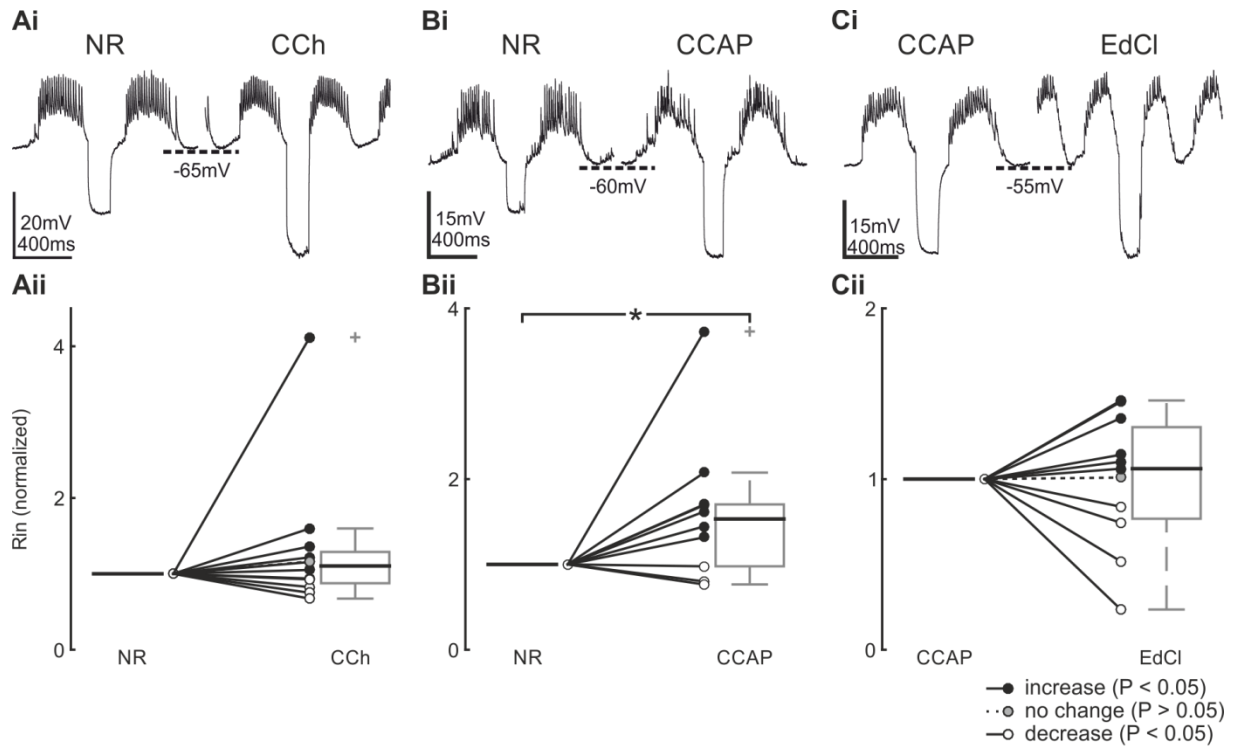 Ai
NR
CCh
-65mV
20mV
400ms
Bi
NR
CCAP
-60mV
15mV
400ms
Ci
CCAP
EdCl
-55mV
15mV
400ms
Aii
Rin (normalized)
4
2
0
NR
CCh
Bii
*
4
2
0
NR
CCAP
Cii
2
1
0
CCAP
EdCl
increase (P < 0.05)
no change (P > 0.05)
decrease (P < 0.05)